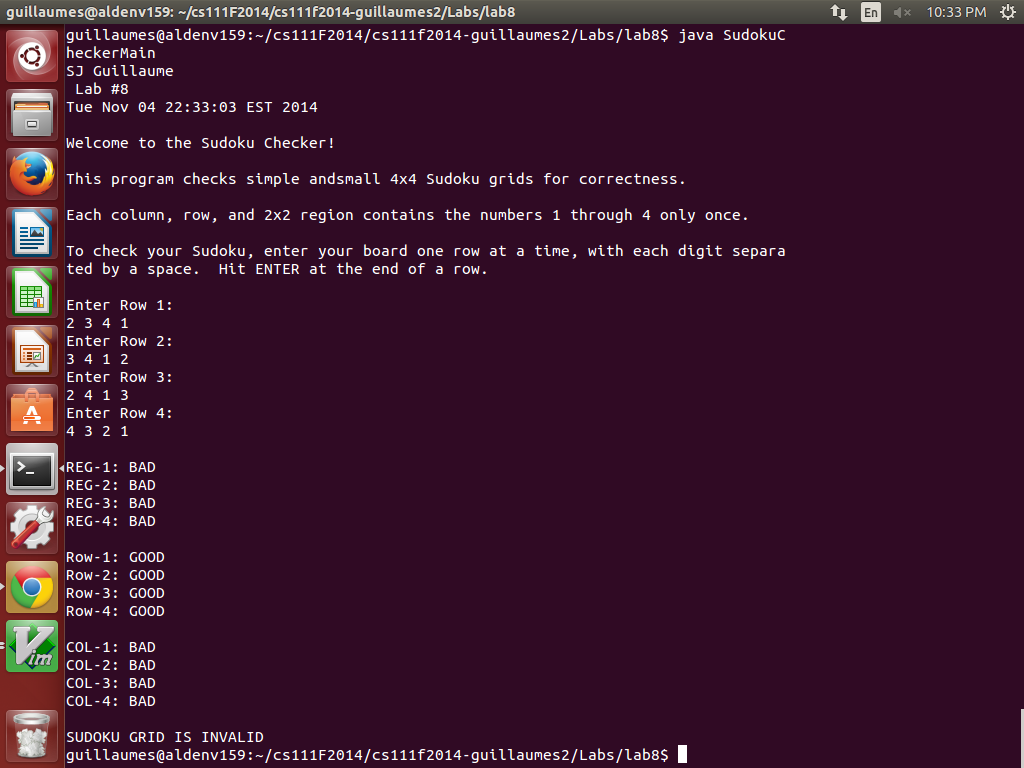 guillaumes@aldenv159: ~/cs111F2014/cs111f2014-guillaumes2/Labs/lab8
En
10:33 PM
guillaumes@aldenv159:~/cs111F2014/cs111f2014-guillaumes2/Labs/lab8$ java SudokuC
heckerMain
SJ Guillaume
 Lab #8
Tue Nov 04 22:33:03 EST 2014
Welcome to the Sudoku Checker!
This program checks simple andsmall 4x4 Sudoku grids for correctness.
Each column, row, and 2x2 region contains the numbers 1 through 4 only once.
To check your Sudoku, enter your board one row at a time, with each digit separa
ted by a space.  Hit ENTER at the end of a row.
Enter Row 1:
2 3 4 1
Enter Row 2:
3 4 1 2
Enter Row 3:
2 4 1 3
Enter Row 4:
4 3 2 1
REG-1: BAD
REG-2: BAD
REG-3: BAD
REG-4: BAD
Row-1: GOOD
Row-2: GOOD
Row-3: GOOD
Row-4: GOOD
COL-1: BAD
COL-2: BAD
COL-3: BAD
COL-4: BAD
SUDOKU GRID IS INVALID
guillaumes@aldenv159:~/cs111F2014/cs111f2014-guillaumes2/Labs/lab8$
Vim